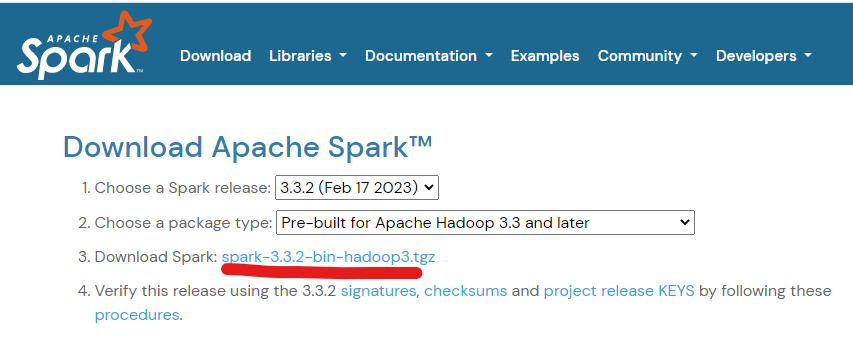 APACHE
Spark™
Download Libraries Documentation Examples Community Developers
Download Apache Spark™
1. Choose a Spark release: 3.3.2 (Feb 17 2023)
2. Choose a package type: Pre-built for Apache Hadoop 3.3 and later
3. Download Spark: spark-3.3.2-bin-hadoop3.tgz
4. Verify this release using the 3.3.2 signatures, checksums and project release KEYS by following these
procedures.